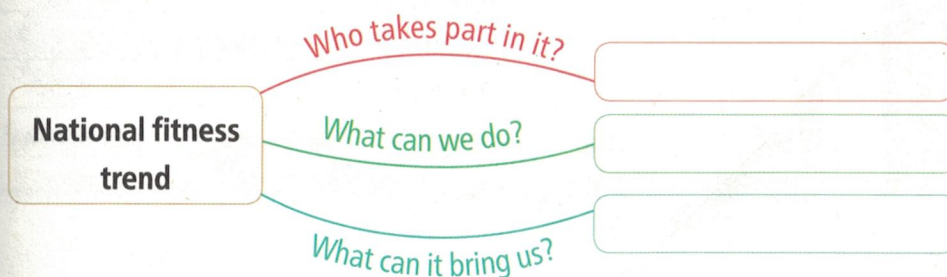 Who takes part in it?
National fitness
trend
What can we do?
What can it bring us?